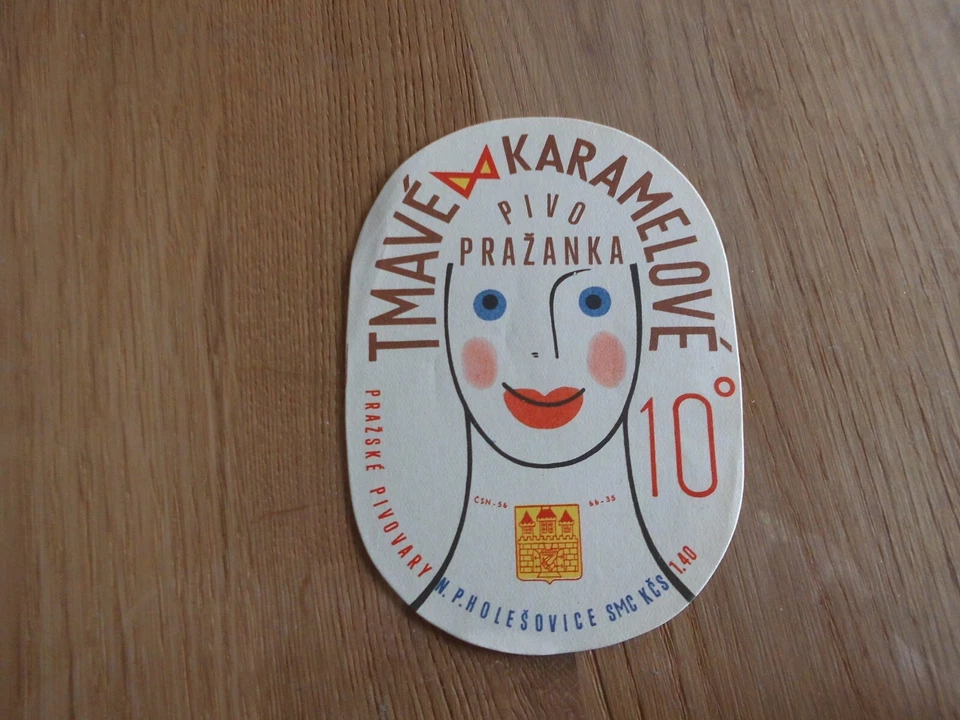 TMAVÉ KARAMELOVÉ
PIVO
PRAŽANKA
10°
PRAŽSKÉ PIVOVARY
ČSN-56 66-35
N.P.HOLEŠOVICE SMC KČS 1.40